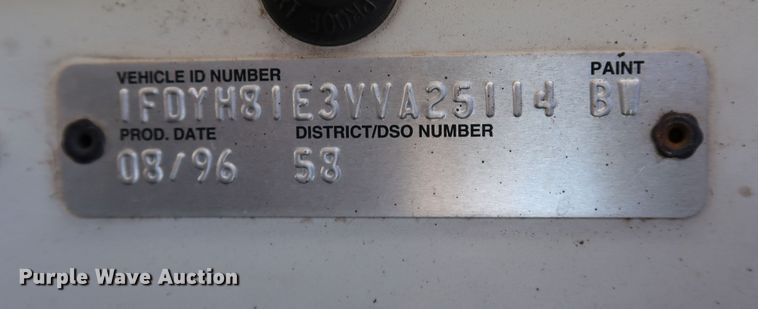 VEHICLE ID NUMBER PAINT
1FDYH81E3VVA25114 BW
PROD. DATE DISTRICT/DSO NUMBER
08/96 58
Purple Wave Auction